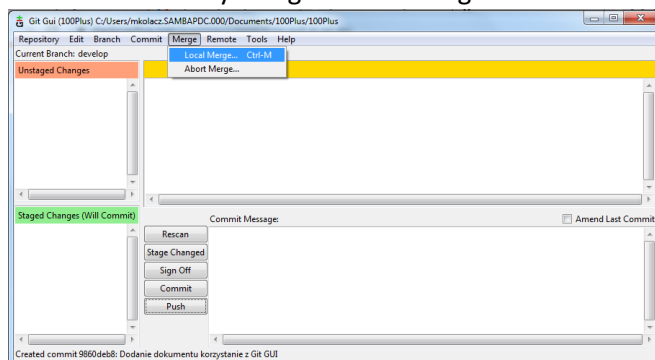 Git Gui (100Plus) C:/Users/mkolacz.SAMBAPDC.000/Documents/100Plus/100Plus
Repository Edit Branch Commit Merge Remote Tools Help
Current Branch: develop
Local Merge... Ctrl-M
Abort Merge...
Unstaged Changes
Staged Changes (Will Commit)
Commit Message:
Amend Last Commit
Rescan
Stage Changed
Sign Off
Commit
Push
Created commit 9860deb8: Dodanie dokumentu korzystanie z Git GUI